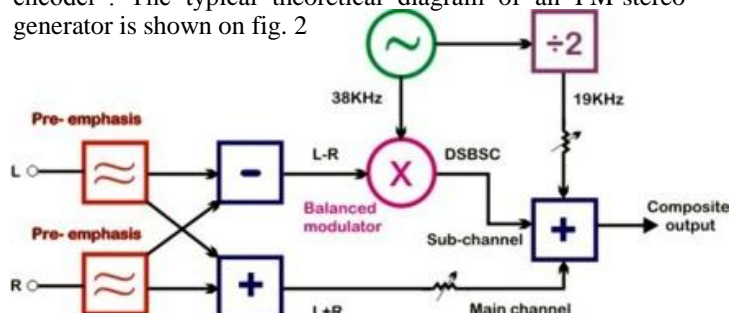 encoder". The typical theoretical diagram of an FM stereo
generator is shown on fig. 2
÷2
38KHz
19KHz
Pre- emphasis
L
-
L-R
X
DSBSC
Balanced
modulator
Pre- emphasis
Sub-channel
+
Composite
output
R
+
L+R
Main channel